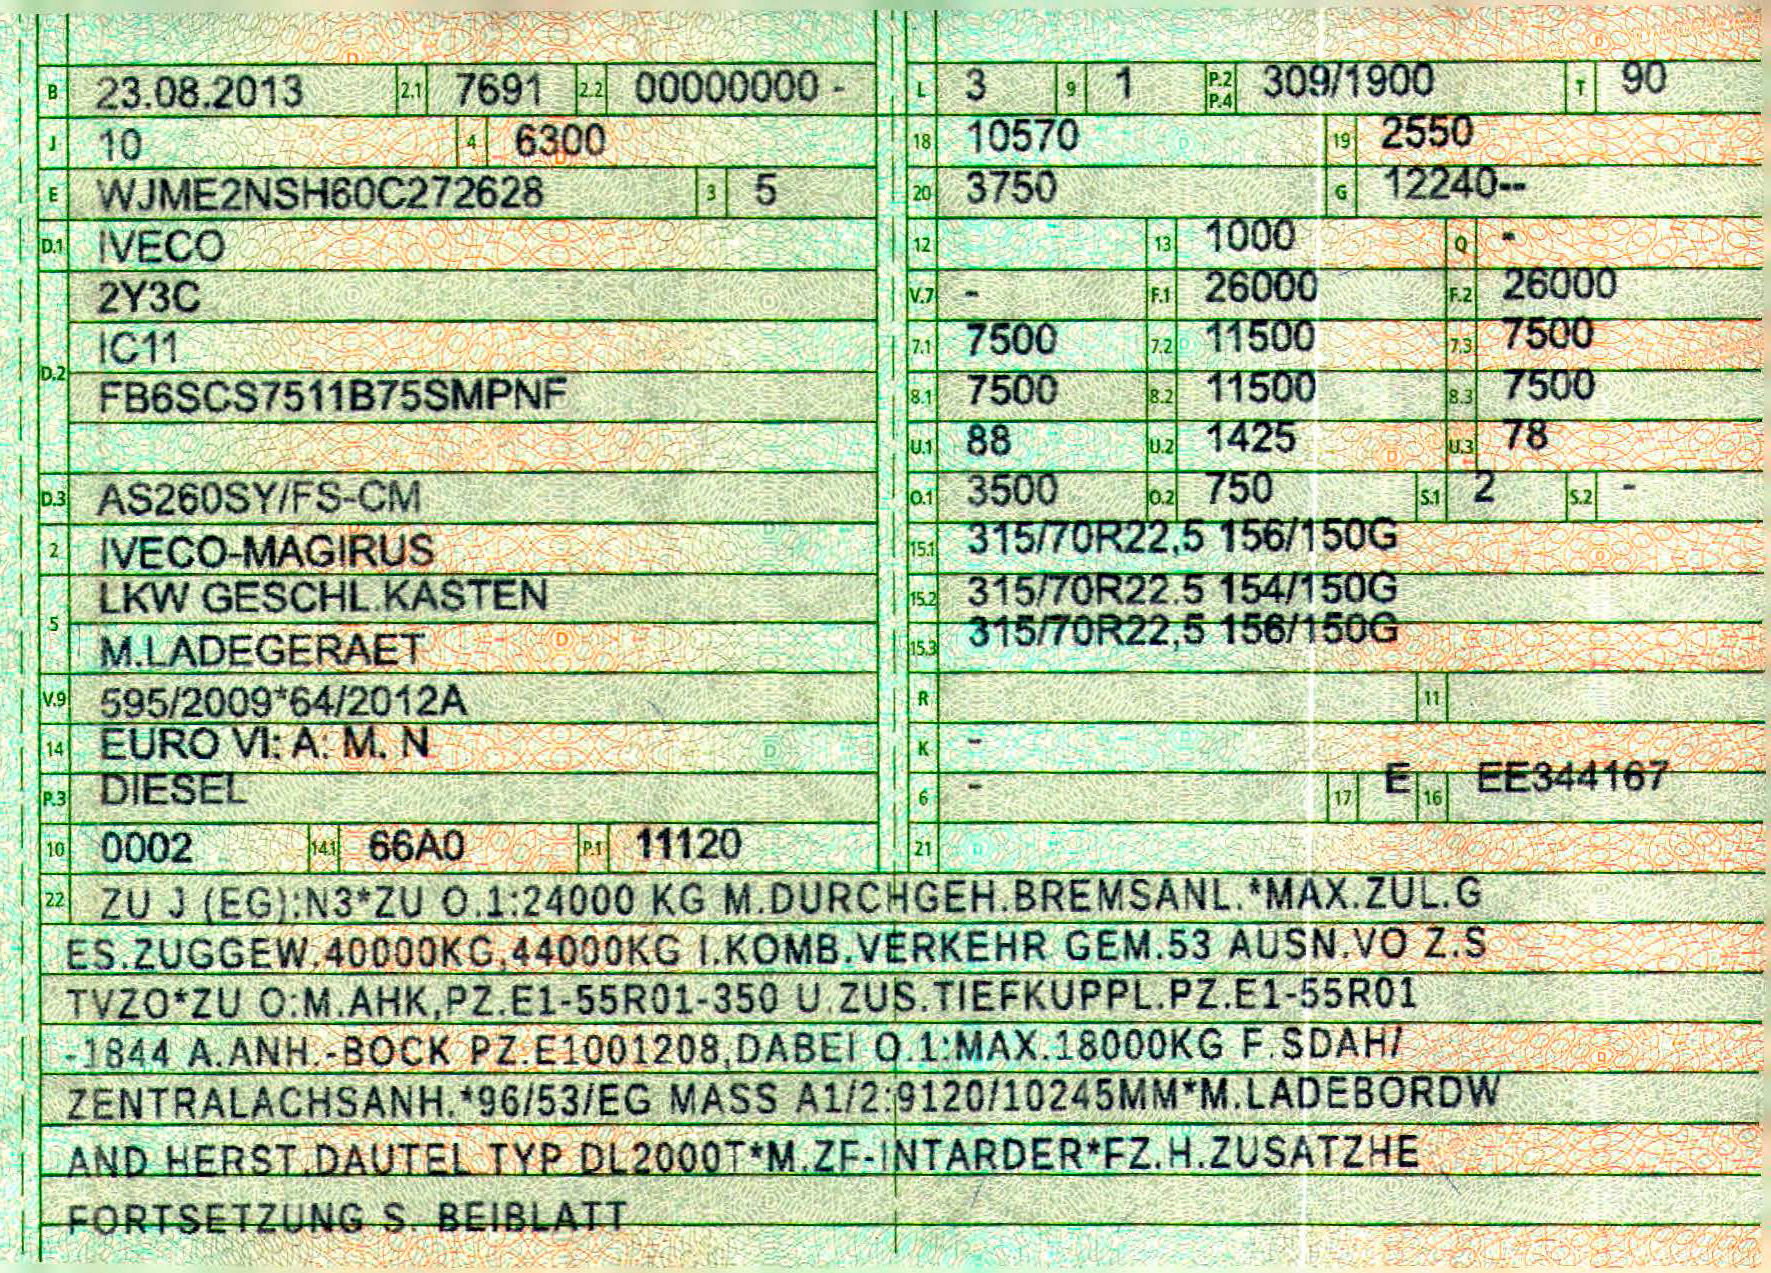 B 23.08.2013 2.1 7691 2.2 00000000 -
J 10 4 6300
E WJME2NSH60C272628 3 5
D.1 IVECO
2Y3C
D.2 IC11
FB6SCS7511B75SMPNF
D.3 AS260SY/FS-CM
2 IVECO-MAGIRUS
5 LKW GESCHL.KASTEN
M.LADEGERAET
V.9 595/2009*64/2012A
14 EURO VI; A; M, N
P.3 DIESEL
10 0002 14.1 66A0 P.1 11120
L 3 9 1 P.2 P.4 309/1900 T 90
18 10570 19 2550
20 3750 G 12240--
12 13 1000 Q -
V.7 - F.1 26000 F.2 26000
7.1 7500 7.2 11500 7.3 7500
8.1 7500 8.2 11500 8.3 7500
U.1 88 U.2 1425 U.3 78
O.1 3500 O.2 750 S.1 2 S.2 -
15.1 315/70R22,5 156/150G
15.2 315/70R22.5 154/150G
15.3 315/70R22,5 156/150G
R 11
K -
6 - 17 E 16 EE344167
21
22 ZU J (EG):N3*ZU O.1:24000 KG M.DURCHGEH.BREMSANL.*MAX.ZUL.G
ES.ZUGGEW.40000KG,44000KG I.KOMB.VERKEHR GEM.53 AUSN.VO Z.S
TVZO*ZU O:M.AHK,PZ.E1-55R01-350 U.ZUS.TIEFKUPPL.PZ.E1-55R01
-1844 A.ANH.-BOCK PZ.E1001208,DABEI O.1:MAX.18000KG F.SDAH/
ZENTRALACHSANH.*96/53/EG MASS A1/2:9120/10245MM*M.LADEBORDW
AND HERST.DAUTEL TYP DL2000T*M.ZF-INTARDER*FZ.H.ZUSATZHE
FORTSETZUNG S. BEIBLATT